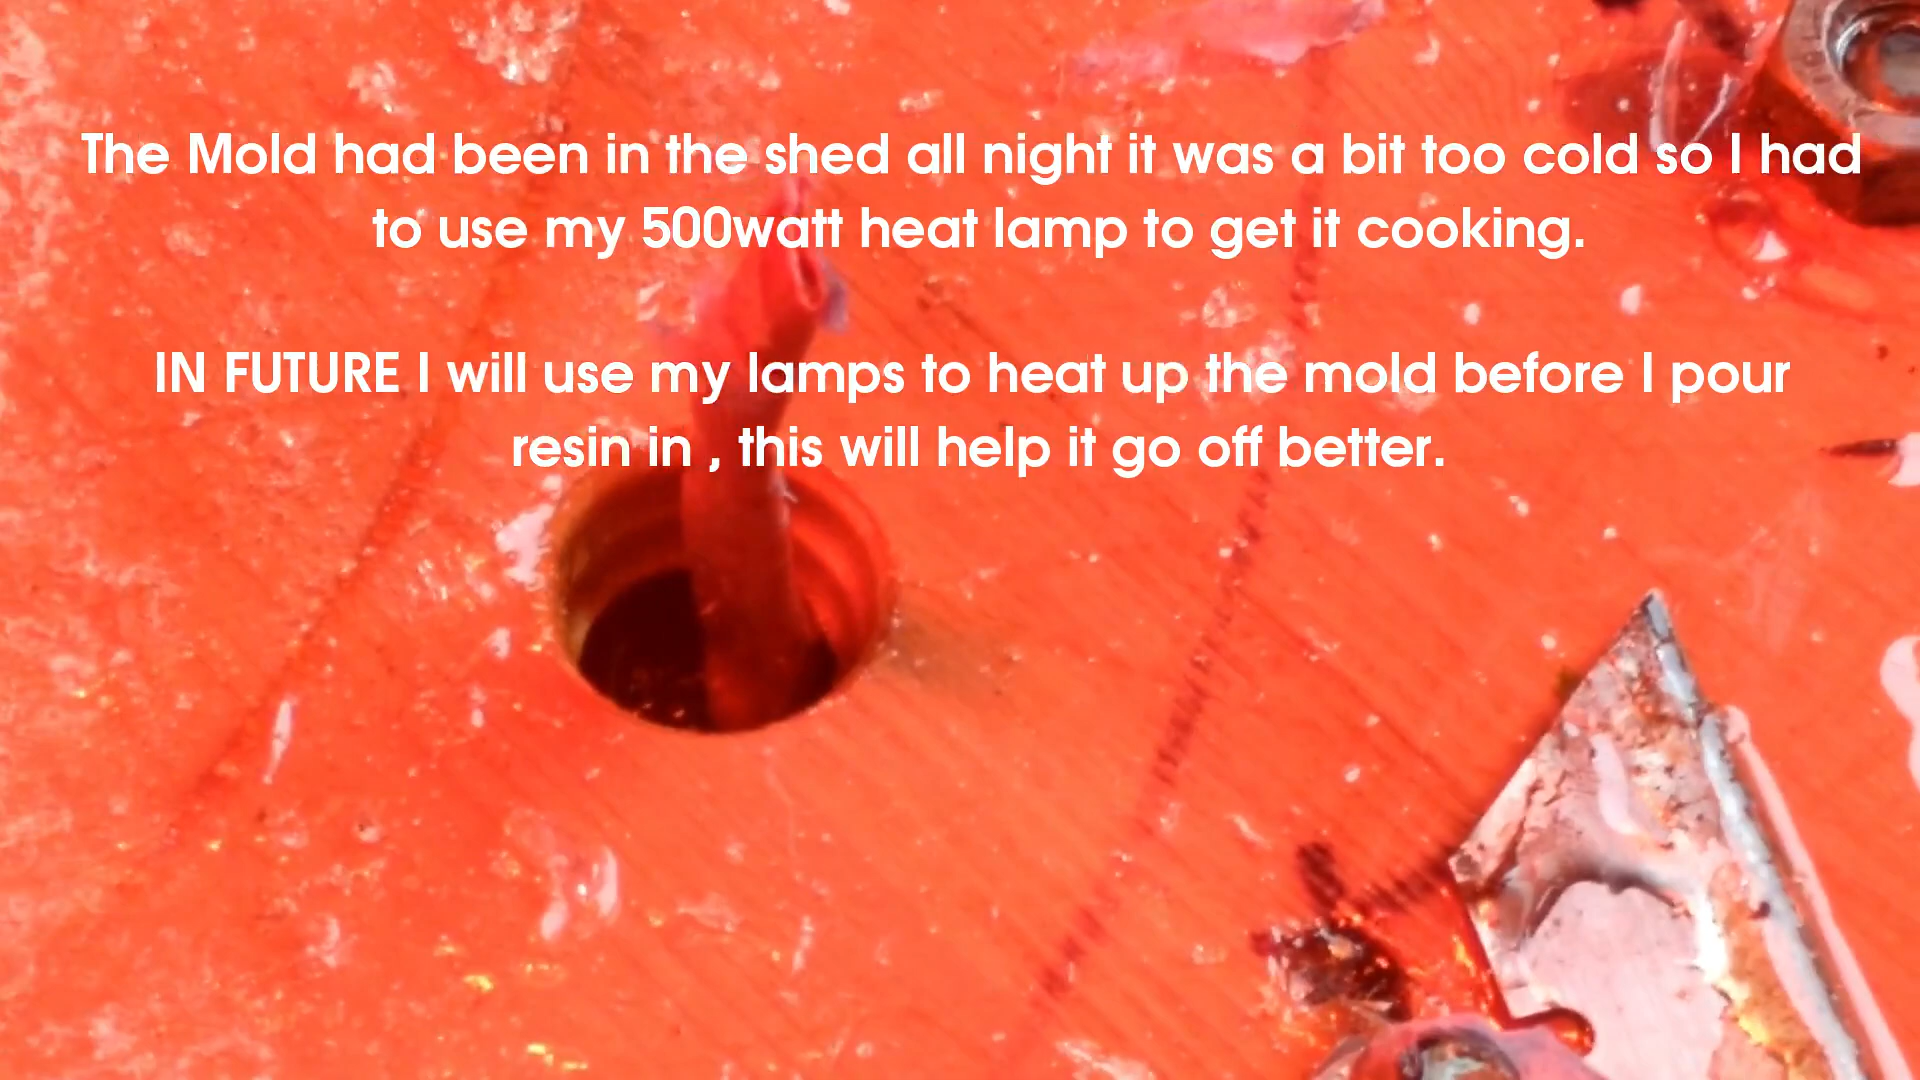 The Mold had been in the shed all night it was a bit too cold so I had
to use my 500watt heat lamp to get it cooking.
IN FUTURE I will use my lamps to heat up the mold before I pour
resin in , this will help it go off better.